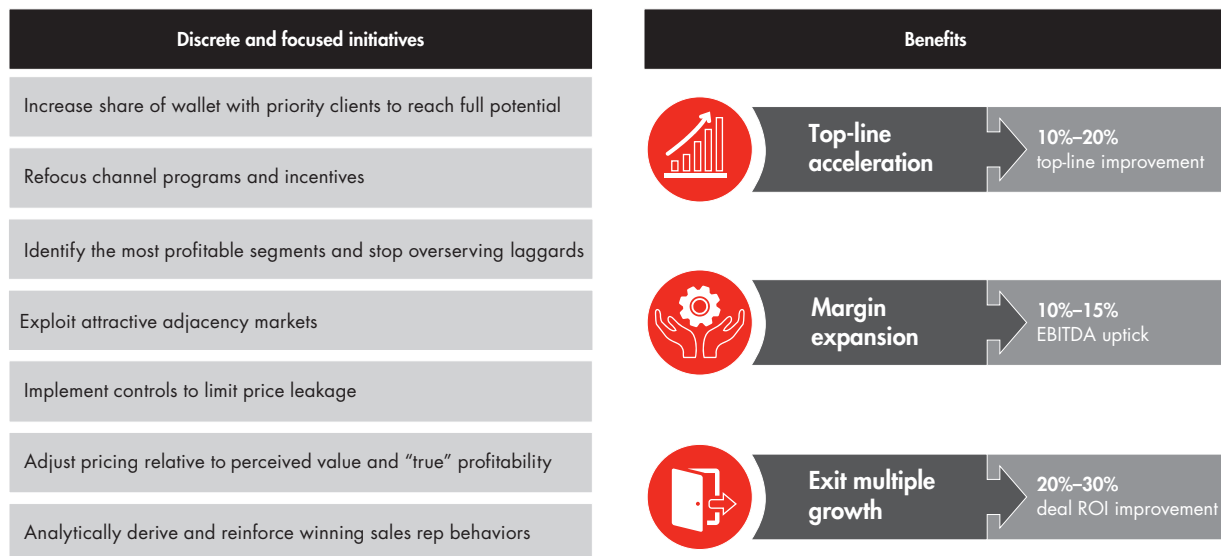 Discrete and focused initiatives
Increase share of wallet with priority clients to reach full potential
Refocus channel programs and incentives
Identify the most profitable segments and stop overserving laggards
Exploit attractive adjacency markets
Implement controls to limit price leakage
Adjust pricing relative to perceived value and “true” profitability
Analytically derive and reinforce winning sales rep behaviors
Benefits
Top-line
acceleration
10%–20%
top-line improvement
Margin
expansion
10%–15%
EBITDA uptick
Exit multiple
growth
20%–30%
deal ROI improvement